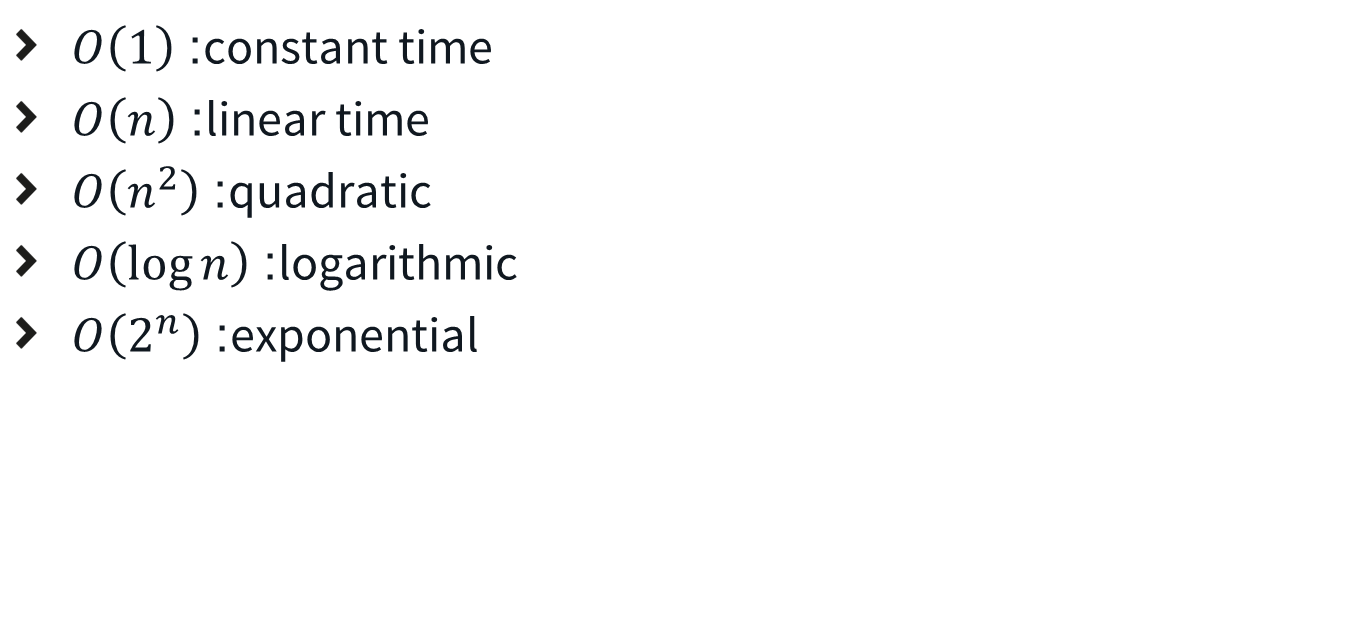 O(1) :constant time
O(n) :linear time
O(n²) :quadratic
O(log n) :logarithmic
O(2ⁿ) :exponential